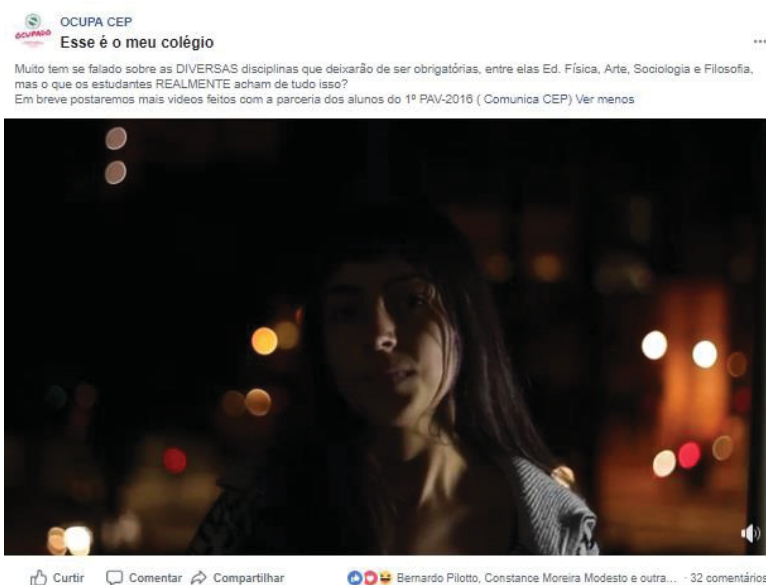 OCUPA CEP
OCUPADO
Esse é o meu colégio
Muito tem se falado sobre as DIVERSAS disciplinas que deixarão de ser obrigatórias, entre elas Ed. Física, Arte, Sociologia e Filosofia,
mas o que os estudantes REALMENTE acham de tudo isso?
Em breve postaremos mais videos feitos com a parceria dos alunos do 1º PAV-2016 ( Comunica CEP) Ver menos
Curtir Comentar Compartilhar Bernardo Pilotto, Constance Moreira Modesto e outra... · 32 comentários